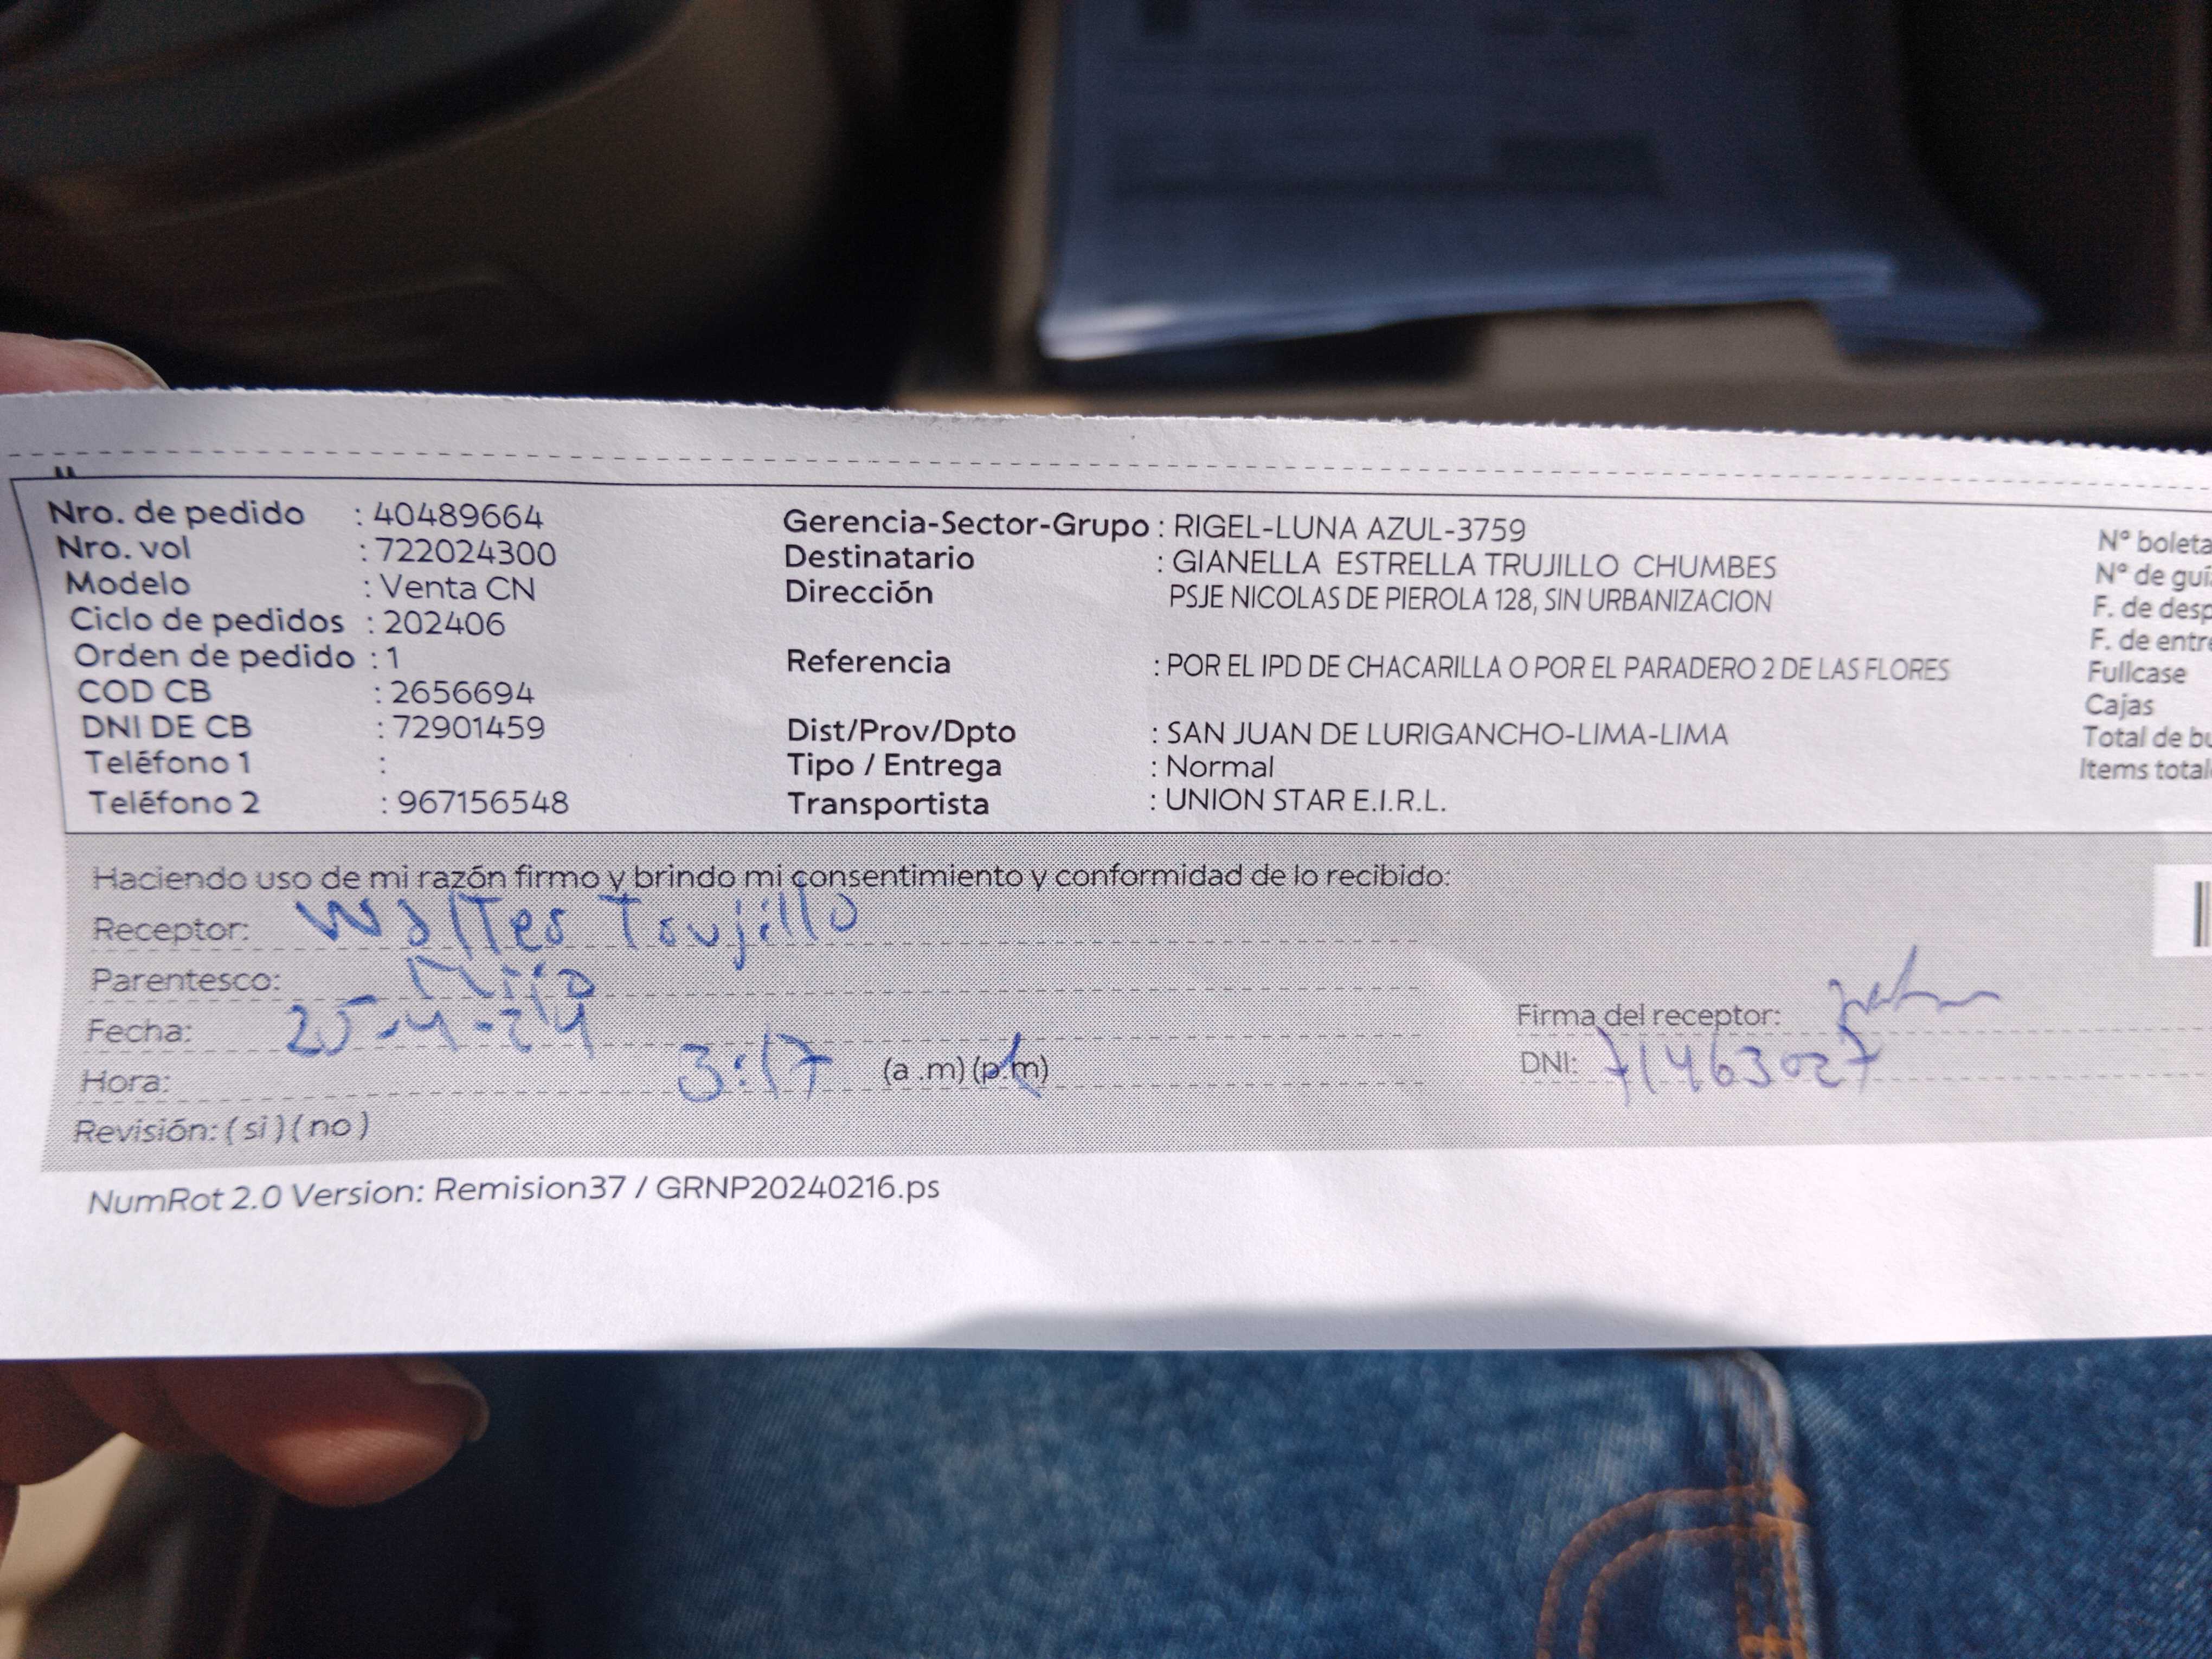 Nro. de pedido : 40489664
Nro. vol : 722024300
Modelo : Venta CN
Ciclo de pedidos : 202406
Orden de pedido : 1
COD CB : 2656694
DNI DE CB : 72901459
Teléfono 1 :
Teléfono 2 : 967156548
Gerencia-Sector-Grupo : RIGEL-LUNA AZUL-3759
Destinatario : GIANELLA ESTRELLA TRUJILLO CHUMBES
Dirección PSJE NICOLAS DE PIEROLA 128, SIN URBANIZACION
Referencia : POR EL IPD DE CHACARILLA O POR EL PARADERO 2 DE LAS FLORES
Dist/Prov/Dpto : SAN JUAN DE LURIGANCHO-LIMA-LIMA
Tipo / Entrega : Normal
Transportista : UNION STAR E.I.R.L.
N° boleta
N° de guí
F. de desp
F. de entre
Fullcase
Cajas
Total de bu
Items total
Haciendo uso de mi razón firmo y brindo mi consentimiento y conformidad de lo recibido:
Receptor: Walter Trujillo
Parentesco:
Fecha: 25-4-24
Hora: 3:17 (a .m) (p.m)
Revisión: ( si ) ( no )
Firma del receptor:
DNI: 71463027
NumRot 2.0 Version: Remision37 / GRNP20240216.ps